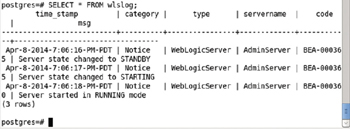 postgres=# SELECT * FROM wlslog;
time_stamp | category | type | servername | code
| msg
-------------------------+----------+----------------+-------------+----------
--+---------------------------------
Apr-8-2014-7:06:16-PM-PDT | Notice | WebLogicServer | AdminServer | BEA-00036
5 | Server state changed to STANDBY
Apr-8-2014-7:06:17-PM-PDT | Notice | WebLogicServer | AdminServer | BEA-00036
5 | Server state changed to STARTING
Apr-8-2014-7:06:18-PM-PDT | Notice | WebLogicServer | AdminServer | BEA-00036
0 | Server started in RUNNING mode
(3 rows)
postgres=#